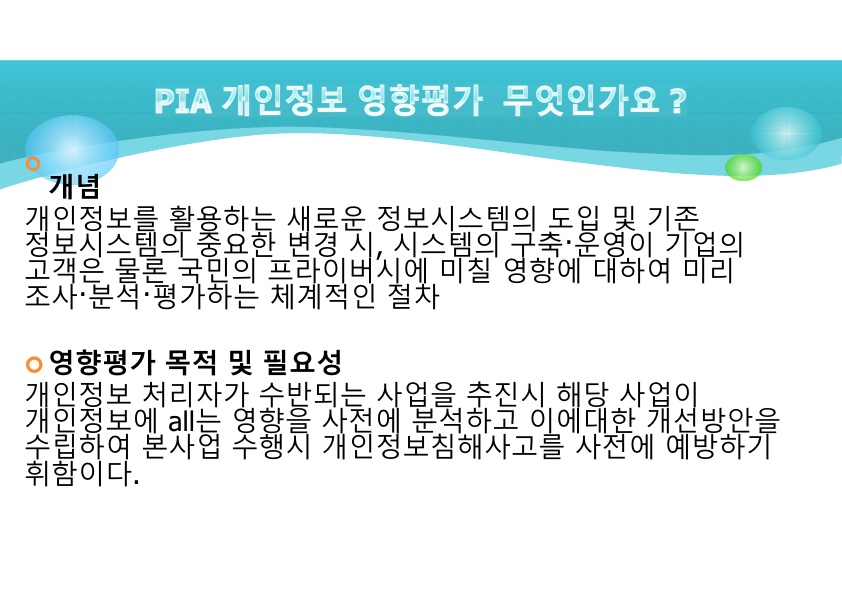 PIA 개인정보 영향평가 무엇인가요 ?
개념
개인정보를 활용하는 새로운 정보시스템의 도입 및 기존
정보시스템의 중요한 변경 시, 시스템의 구축·운영이 기업의
고객은 물론 국민의 프라이버시에 미칠 영향에 대하여 미리
조사·분석·평가하는 체계적인 절차
영향평가 목적 및 필요성
개인정보 처리자가 수반되는 사업을 추진시 해당 사업이
개인정보에 all는 영향을 사전에 분석하고 이에대한 개선방안을
수립하여 본사업 수행시 개인정보침해사고를 사전에 예방하기
휘함이다.